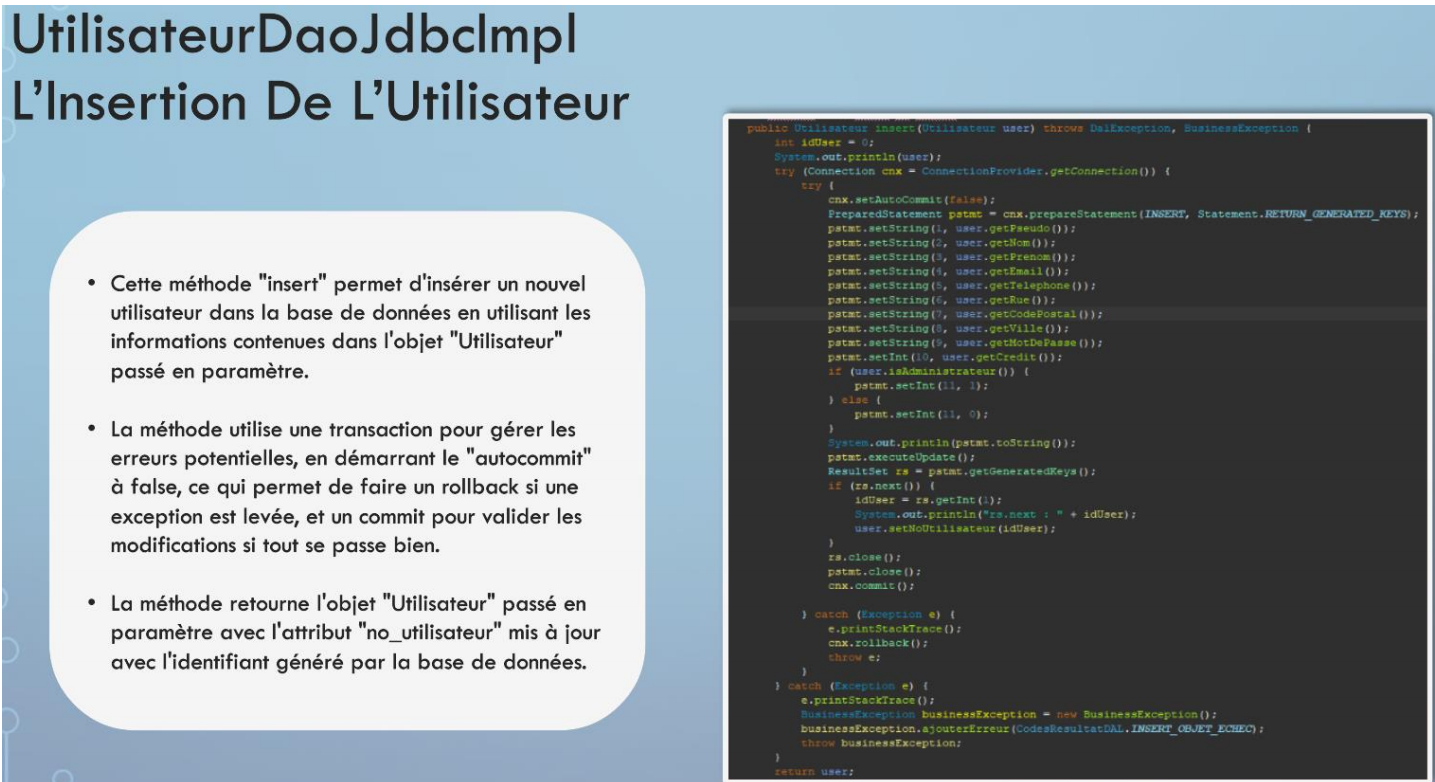 UtilisateurDaoJdbcImpl
L'Insertion De L'Utilisateur
• Cette méthode "insert" permet d'insérer un nouvel
utilisateur dans la base de données en utilisant les
informations contenues dans l'objet "Utilisateur"
passé en paramètre.
• La méthode utilise une transaction pour gérer les
erreurs potentielles, en démarrant le "autocommit"
à false, ce qui permet de faire un rollback si une
exception est levée, et un commit pour valider les
modifications si tout se passe bien.
• La méthode retourne l'objet "Utilisateur" passé en
paramètre avec l'attribut "no_utilisateur" mis à jour
avec l'identifiant généré par la base de données.
public Utilisateur insert(Utilisateur user) throws DalException, BusinessException {
int idUser = 0;
System.out.println(user);
try (Connection cnx = ConnectionProvider.getConnection()) {
try {
cnx.setAutoCommit(false);
PreparedStatement pstmt = cnx.prepareStatement(INSERT, Statement.RETURN_GENERATED_KEYS);
pstmt.setString(1, user.getPseudo());
pstmt.setString(2, user.getNom());
pstmt.setString(3, user.getPrenom());
pstmt.setString(4, user.getEmail());
pstmt.setString(5, user.getTelephone());
pstmt.setString(6, user.getRue());
pstmt.setString(7, user.getCodePostal());
pstmt.setString(8, user.getVille());
pstmt.setString(9, user.getMotDePasse());
pstmt.setInt(10, user.getCredit());
if (user.isAdministrateur()) {
pstmt.setInt(11, 1);
} else {
pstmt.setInt(11, 0);
}
System.out.println(pstmt.toString());
pstmt.executeUpdate();
ResultSet rs = pstmt.getGeneratedKeys();
if (rs.next()) {
idUser = rs.getInt(1);
System.out.println("rs.next : " + idUser);
user.setNoUtilisateur(idUser);
}
rs.close();
pstmt.close();
cnx.commit();
} catch (Exception e) {
e.printStackTrace();
cnx.rollback();
throw e;
}
} catch (Exception e) {
e.printStackTrace();
BusinessException businessException = new BusinessException();
businessException.ajouterErreur(CodesResultatDAL.INSERT_OBJET_ECHEC);
throw businessException;
}
return user;